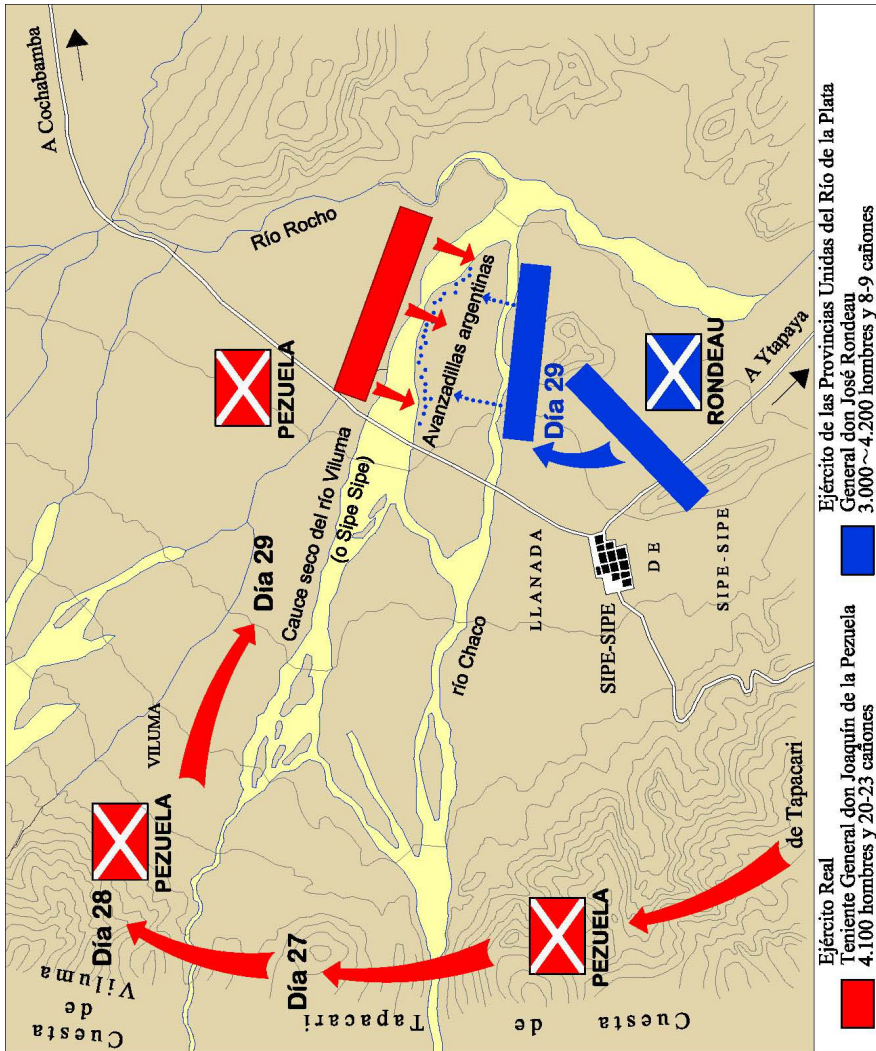 A Cochabamba
Río Rocho
PEZUELA
Avanzadillas argentinas
Día 29
RONDEAU
A Ytapaya
Cauce seco del río Viluma
(o Sipe Sipe)
Día 29
VILUMA
río Chaco
LLANADA
DE
SIPE-SIPE
SIPE-SIPE
PEZUELA
Día 28
Día 27
PEZUELA
de Tapacari
Cuesta de
Viluma
Cuesta de Tapacari
Ejército Real
Teniente General don Joaquín de la Pezuela
4.100 hombres y 20-23 cañones
Ejército de las Provincias Unidas del Río de la Plata
General don José Rondeau
3.000~4.200 hombres y 8-9 cañones